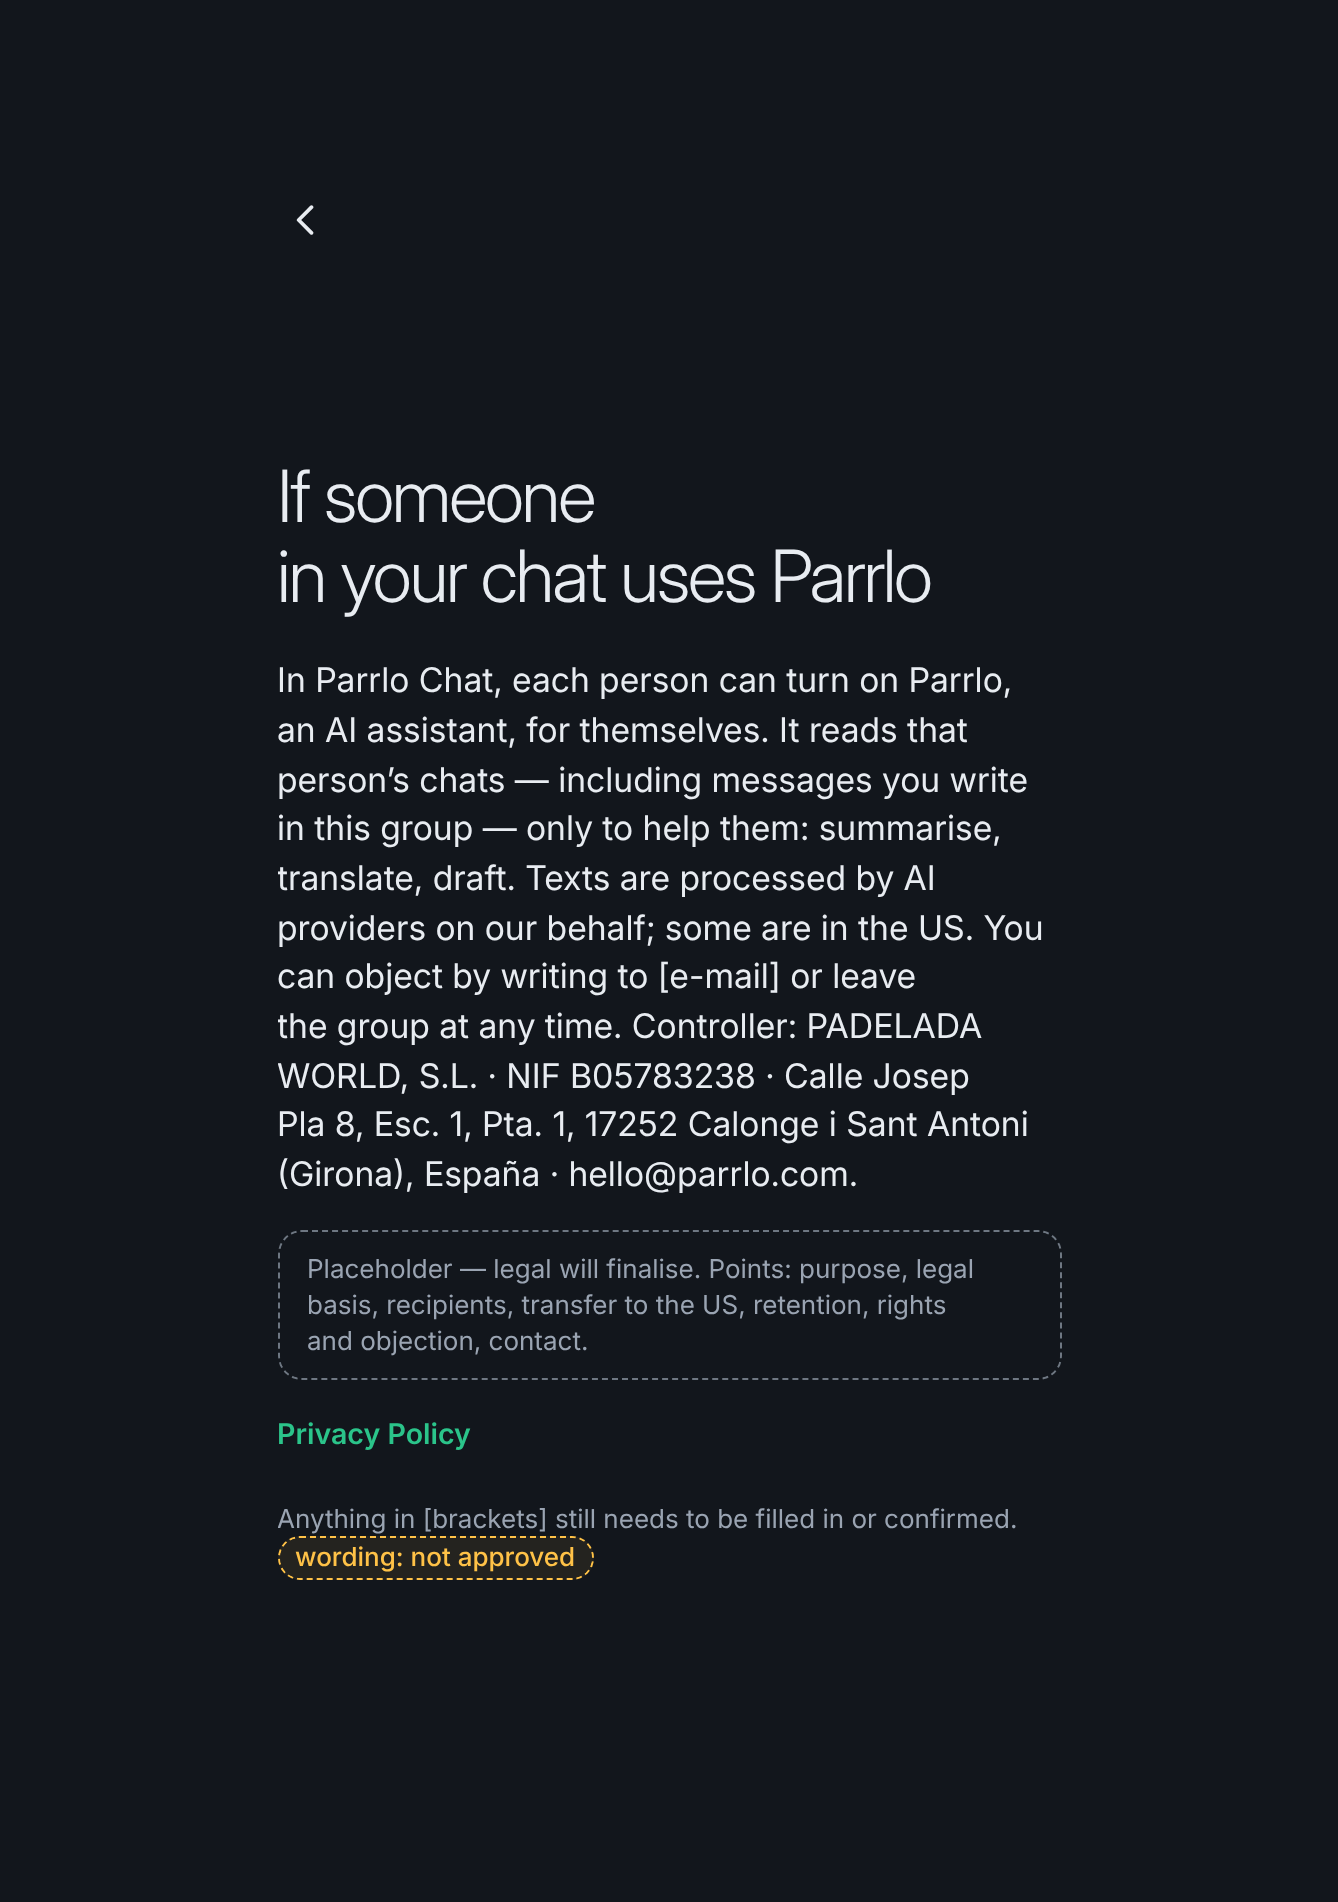 If someone
in your chat uses Parrlo
In Parrlo Chat, each person can turn on Parrlo,
an AI assistant, for themselves. It reads that
person’s chats — including messages you write
in this group — only to help them: summarise,
translate, draft. Texts are processed by AI
providers on our behalf; some are in the US. You
can object by writing to [e-mail] or leave
the group at any time. Controller: PADELADA
WORLD, S.L. · NIF B05783238 · Calle Josep
Pla 8, Esc. 1, Pta. 1, 17252 Calonge i Sant Antoni
(Girona), España · hello@parrlo.com.
Placeholder — legal will finalise. Points: purpose, legal
basis, recipients, transfer to the US, retention, rights
and objection, contact.
Privacy Policy
Anything in [brackets] still needs to be filled in or confirmed.
wording: not approved